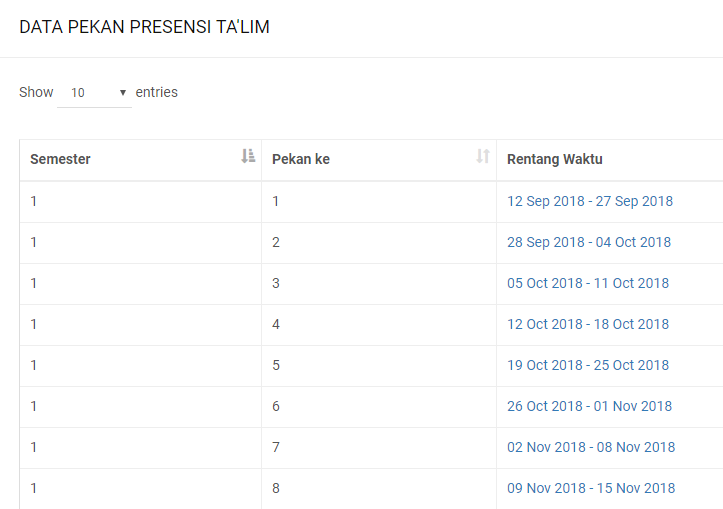 DATA PEKAN PRESENSI TA'LIM
Show 10 entries
Semester Pekan ke Rentang Waktu
1 1 12 Sep 2018 - 27 Sep 2018
1 2 28 Sep 2018 - 04 Oct 2018
1 3 05 Oct 2018 - 11 Oct 2018
1 4 12 Oct 2018 - 18 Oct 2018
1 5 19 Oct 2018 - 25 Oct 2018
1 6 26 Oct 2018 - 01 Nov 2018
1 7 02 Nov 2018 - 08 Nov 2018
1 8 09 Nov 2018 - 15 Nov 2018